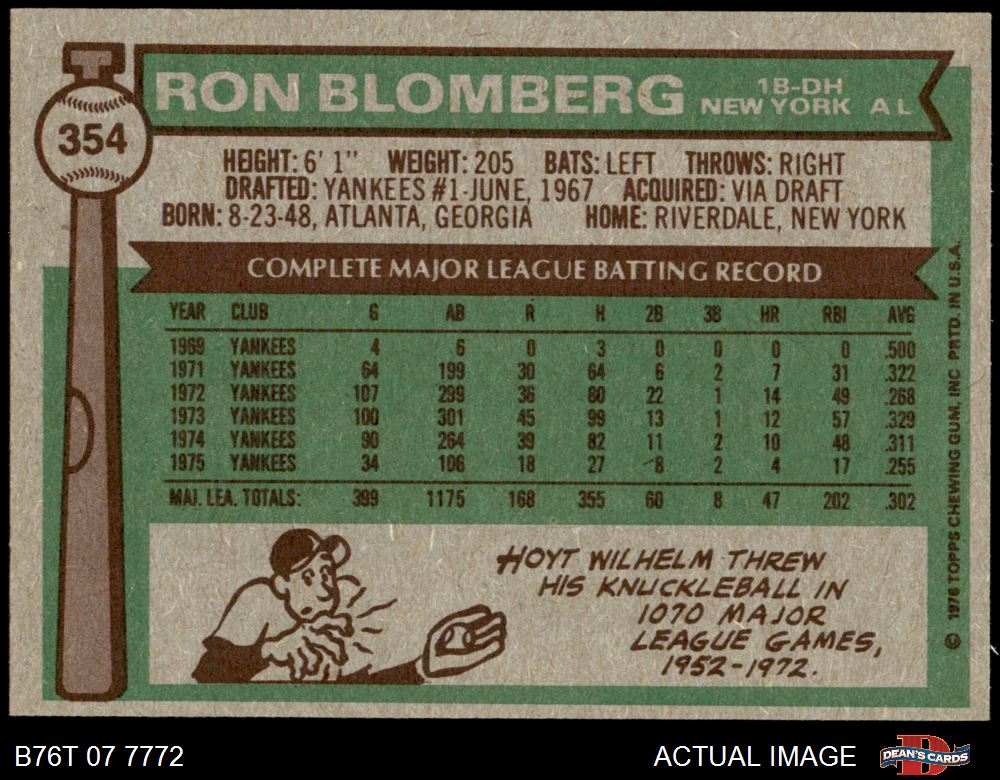 T
RON BLOMBERG 1B-DH
NEW YORK A L
354
HEIGHT: 6' 1" WEIGHT: 205 BATS: LEFT THROWS: RIGHT
DRAFTED: YANKEES #1-JUNE, 1967 ACQUIRED: VIA DRAFT
BORN: 8-23-48, ATLANTA, GEORGIA HOME: RIVERDALE, NEW YORK
COMPLETE MAJOR LEAGUE BATTING RECORD
YEAR CLUB G AB R H 2B 3B HR RBI AVG
1969 YANKEES 4 6 0 3 0 0 0 0 .500
1971 YANKEES 64 199 30 64 6 2 7 31 .322
1972 YANKEES 107 299 36 80 22 1 14 49 .268
1973 YANKEES 100 301 45 99 13 1 12 57 .329
1974 YANKEES 90 264 39 82 11 2 10 48 .311
1975 YANKEES 34 106 18 27 8 2 4 17 .255
MAJ. LEA. TOTALS: 399 1175 168 355 60 8 47 202 .302
HOYT WILHELM THREW
HIS KNUCKLEBALL IN
1070 MAJOR
LEAGUE GAMES,
1952-1972.
© 1976 TOPPS CHEWING GUM, INC. PRTD. IN U.S.A.
B76T 07 7772 ACTUAL IMAGE
D
DEAN'S CARDS